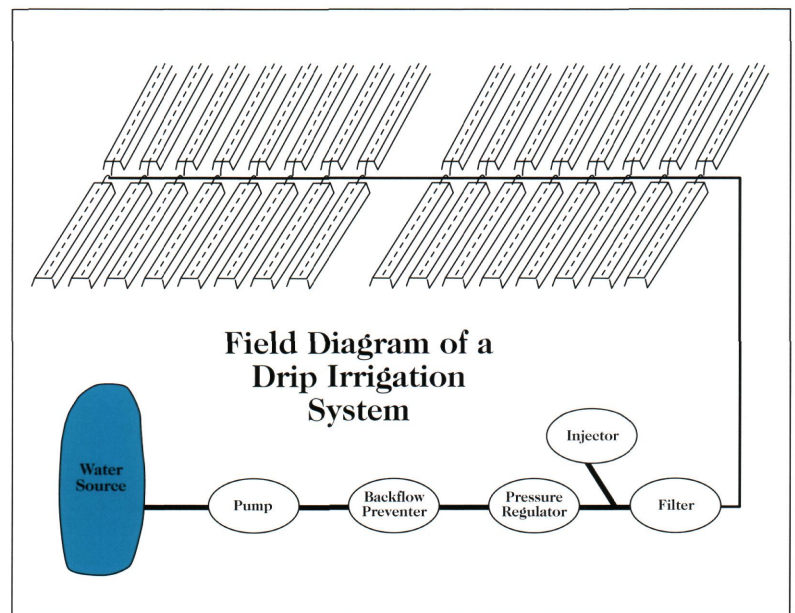 Field Diagram of a
Drip Irrigation
System
Injector
Water
Source
Pump
Backflow
Preventer
Pressure
Regulator
Filter